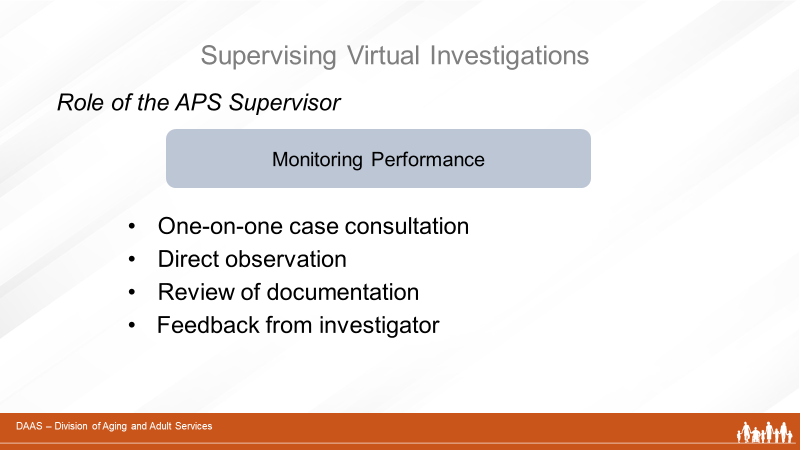 Supervising Virtual Investigations
Role of the APS Supervisor
Monitoring Performance
• One-on-one case consultation
• Direct observation
• Review of documentation
• Feedback from investigator
DAAS – Division of Aging and Adult Services